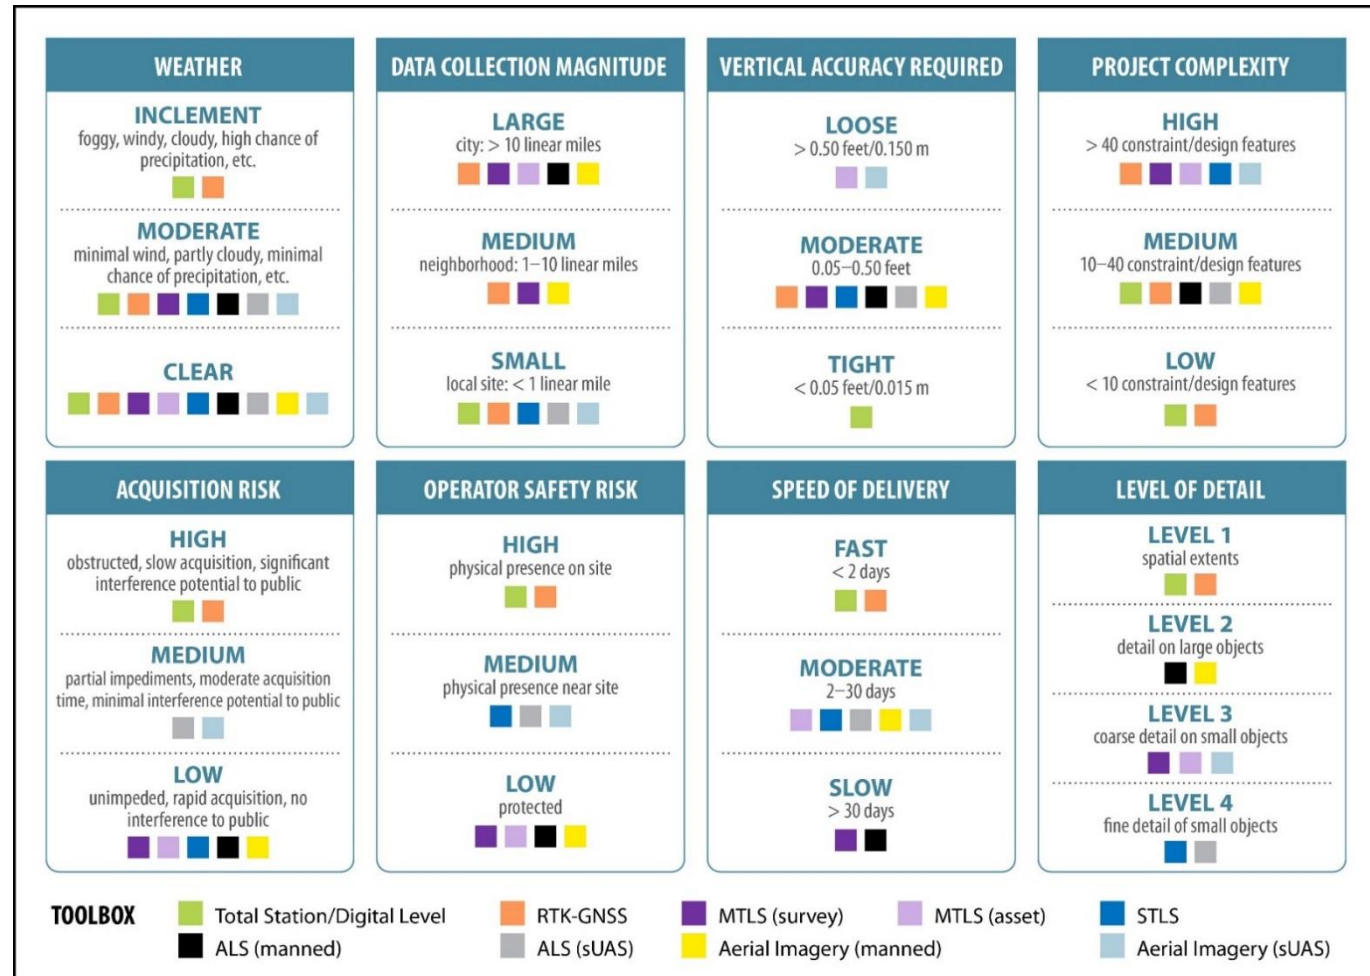 WEATHER
INCLEMENT
foggy, windy, cloudy, high chance of
precipitation, etc.
MODERATE
minimal wind, partly cloudy, minimal
chance of precipitation, etc.
CLEAR
DATA COLLECTION MAGNITUDE
LARGE
city: > 10 linear miles
MEDIUM
neighborhood: 1–10 linear miles
SMALL
local site: < 1 linear mile
VERTICAL ACCURACY REQUIRED
LOOSE
> 0.50 feet/0.150 m
MODERATE
0.05–0.50 feet
TIGHT
< 0.05 feet/0.015 m
PROJECT COMPLEXITY
HIGH
> 40 constraint/design features
MEDIUM
10–40 constraint/design features
LOW
< 10 constraint/design features
ACQUISITION RISK
HIGH
obstructed, slow acquisition, significant
interference potential to public
MEDIUM
partial impediments, moderate acquisition
time, minimal interference potential to public
LOW
unimpeded, rapid acquisition, no
interference to public
OPERATOR SAFETY RISK
HIGH
physical presence on site
MEDIUM
physical presence near site
LOW
protected
SPEED OF DELIVERY
FAST
< 2 days
MODERATE
2–30 days
SLOW
> 30 days
LEVEL OF DETAIL
LEVEL 1
spatial extents
LEVEL 2
detail on large objects
LEVEL 3
coarse detail on small objects
LEVEL 4
fine detail of small objects
TOOLBOX Total Station/Digital Level RTK-GNSS MTLS (survey) MTLS (asset) STLS
ALS (manned) ALS (sUAS) Aerial Imagery (manned) Aerial Imagery (sUAS)